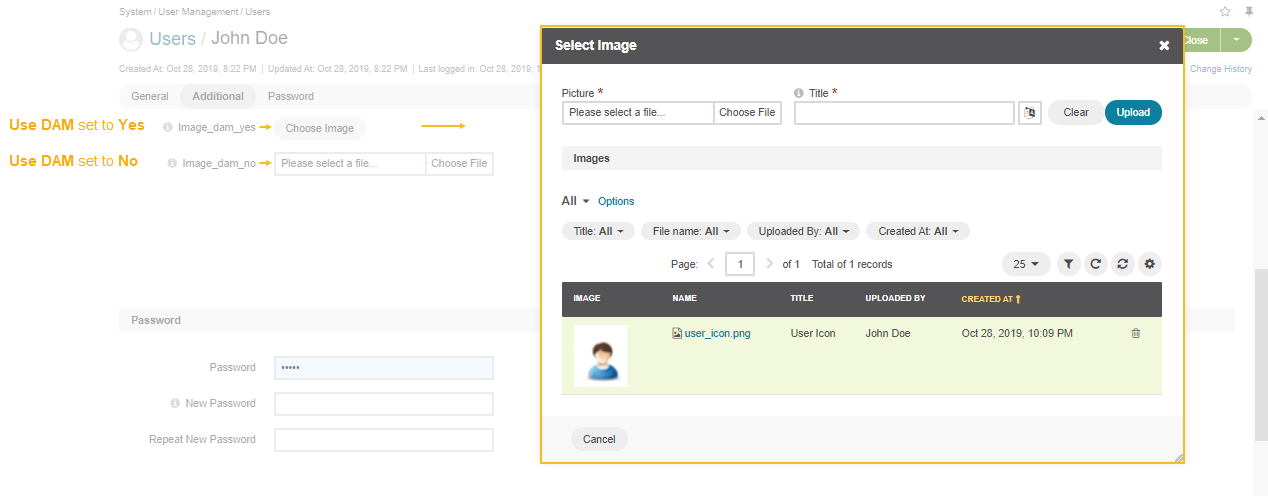 System / User Management / Users
Users / John Doe
Created At: Oct 28, 2019, 8:22 PM | Updated At: Oct 28, 2019, 8:22 PM | Last logged in: Oct 28, 2019, 1
Close
Change History
General Additional Password
Use DAM set to Yes
Image_dam_yes
Choose Image
Use DAM set to No
Image_dam_no
Please select a file... Choose File
Password
Password
•••••
New Password
Repeat New Password
Select Image
Picture * Title *
Please select a file... Choose File Clear Upload
Images
All Options
Title: All File name: All Uploaded By: All Created At: All
Page: 1 of 1 Total of 1 records 25
IMAGE NAME TITLE UPLOADED BY CREATED AT
user_icon.png User Icon John Doe Oct 28, 2019, 10:09 PM
Cancel